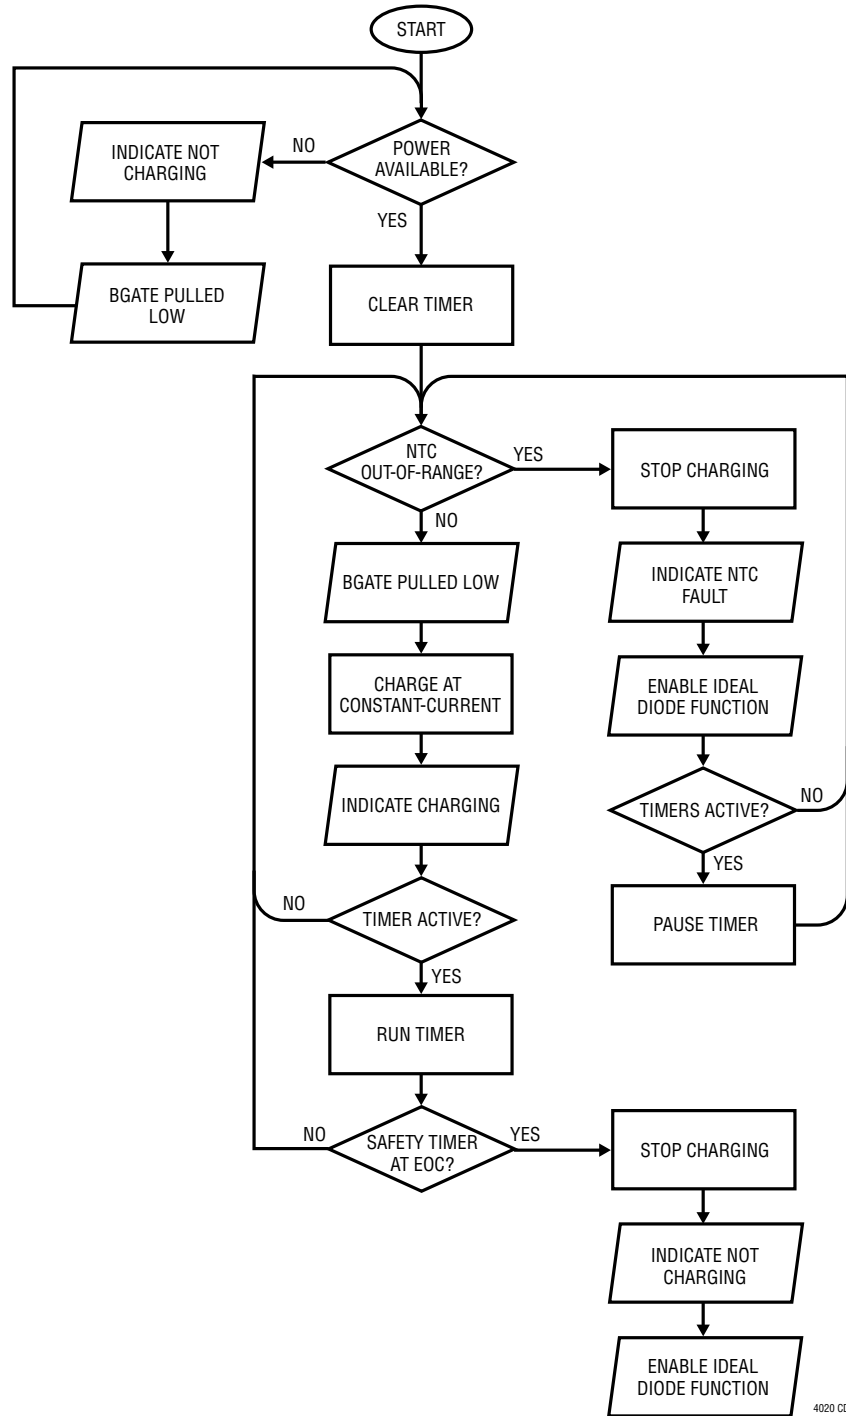 START
POWER
AVAILABLE?
NO
INDICATE NOT
CHARGING
YES
BGATE PULLED
LOW
CLEAR TIMER
NTC
OUT-OF-RANGE?
YES
STOP CHARGING
NO
BGATE PULLED LOW
INDICATE NTC
FAULT
CHARGE AT
CONSTANT-CURRENT
ENABLE IDEAL
DIODE FUNCTION
INDICATE CHARGING
TIMERS ACTIVE?
NO
YES
NO
TIMER ACTIVE?
PAUSE TIMER
YES
RUN TIMER
NO
SAFETY TIMER
AT EOC?
YES
STOP CHARGING
INDICATE NOT
CHARGING
ENABLE IDEAL
DIODE FUNCTION
4020 CD